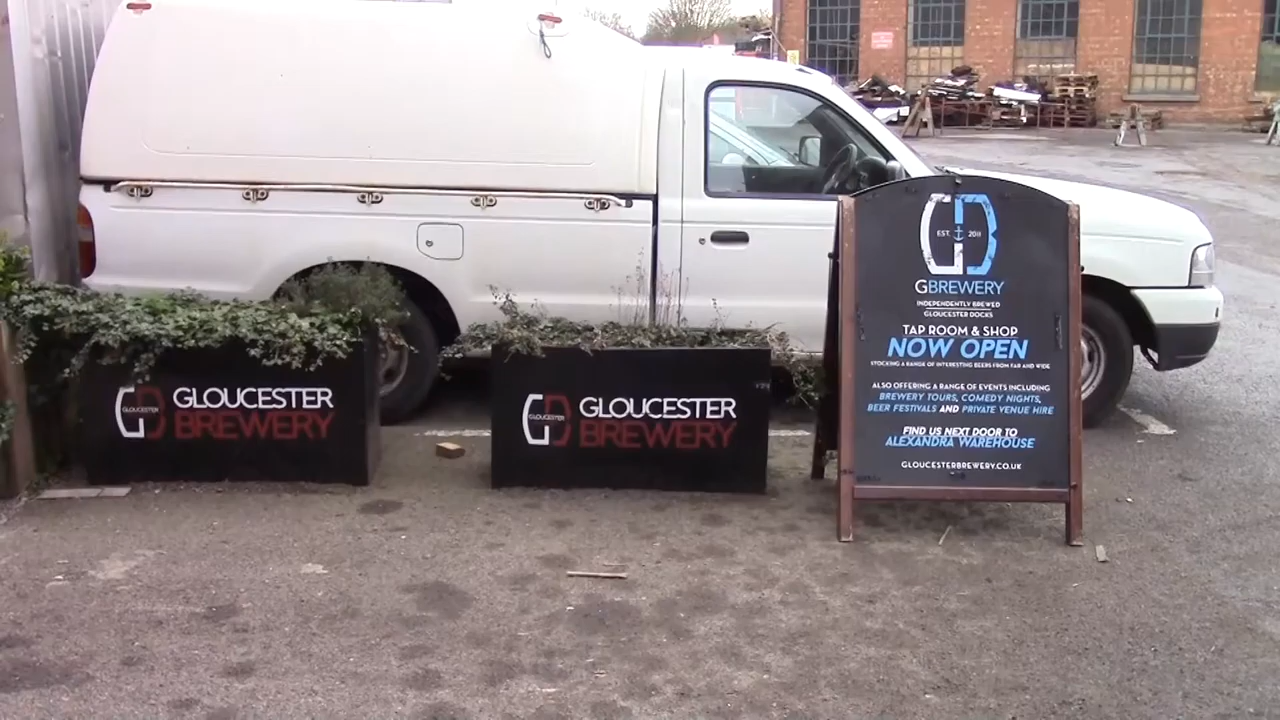 GLOUCESTER
GLOUCESTER
BREWERY
GLOUCESTER
GLOUCESTER
BREWERY
EST. 2011
GB
GBREWERY
INDEPENDENTLY BREWED
GLOUCESTER DOCKS
TAP ROOM & SHOP
NOW OPEN
STOCKING A RANGE OF INTERESTING BEERS FROM FAR AND WIDE
ALSO OFFERING A RANGE OF EVENTS INCLUDING
BREWERY TOURS, COMEDY NIGHTS,
BEER FESTIVALS AND PRIVATE VENUE HIRE
FIND US NEXT DOOR TO
ALEXANDRA WAREHOUSE
GLOUCESTERBREWERY.CO.UK